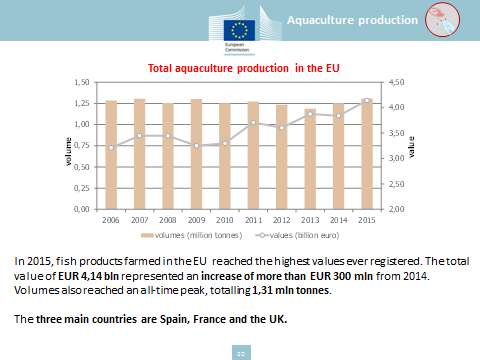 Aquaculture production
European
Commission
Total aquaculture production in the EU
1,50
1,25
1,00
0,75
0,50
0,25
0,00
volume
4,50
4,00
3,50
3,00
2,50
2,00
value
2006 2007 2008 2009 2010 2011 2012 2013 2014 2015
volumes (million tonnes) values (billion euro)
In 2015, fish products farmed in the EU reached the highest values ever registered. The total
value of EUR 4,14 bln represented an increase of more than EUR 300 mln from 2014.
Volumes also reached an all-time peak, totalling 1,31 mln tonnes.
The three main countries are Spain, France and the UK.